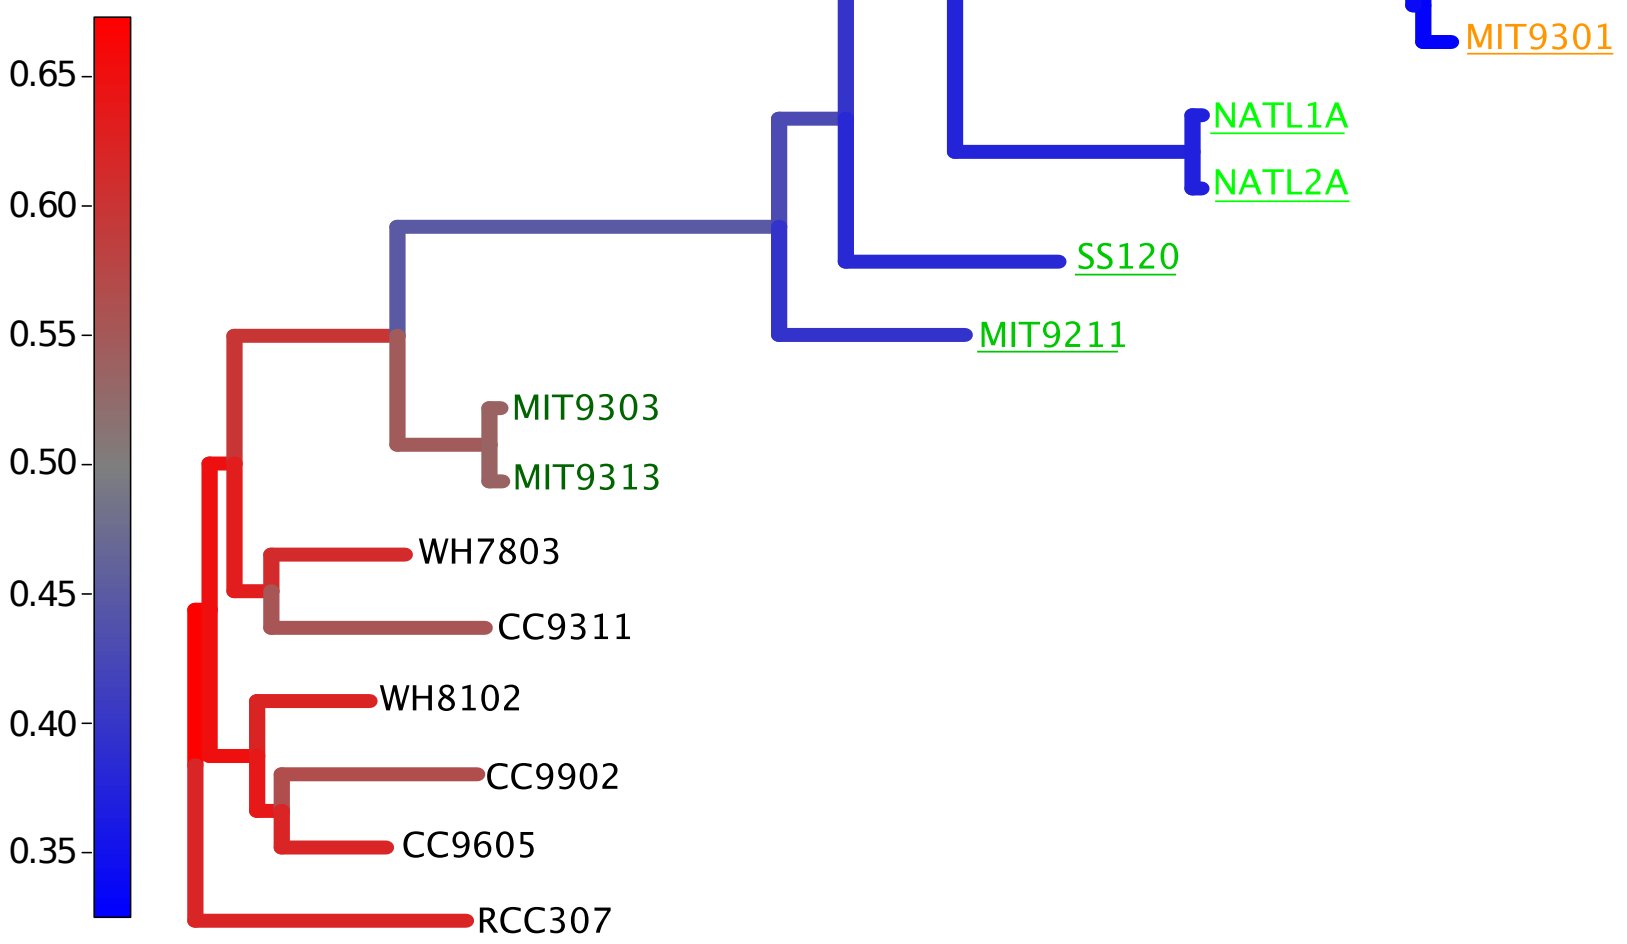 MIT9301
0.65
NATL1A
NATL2A
0.60
SS120
0.55
MIT9211
MIT9303
0.50
MIT9313
WH7803
0.45
CC9311
WH8102
0.40
CC9902
CC9605
0.35
RCC307